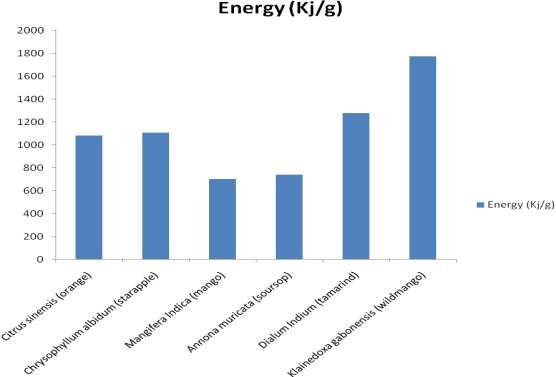 Energy (Kj/g)
2000
1800
1600
1400
1200
1000
800
600
400
200
0
Citrus sinensis (orange)
Chrysophyllum albidum (starapple)
Mangifera Indica (mango)
Annona muricata (soursop)
Dialum Indium (tamarind)
Klainedoxa gabonensis (wildmango)
Energy (Kj/g)